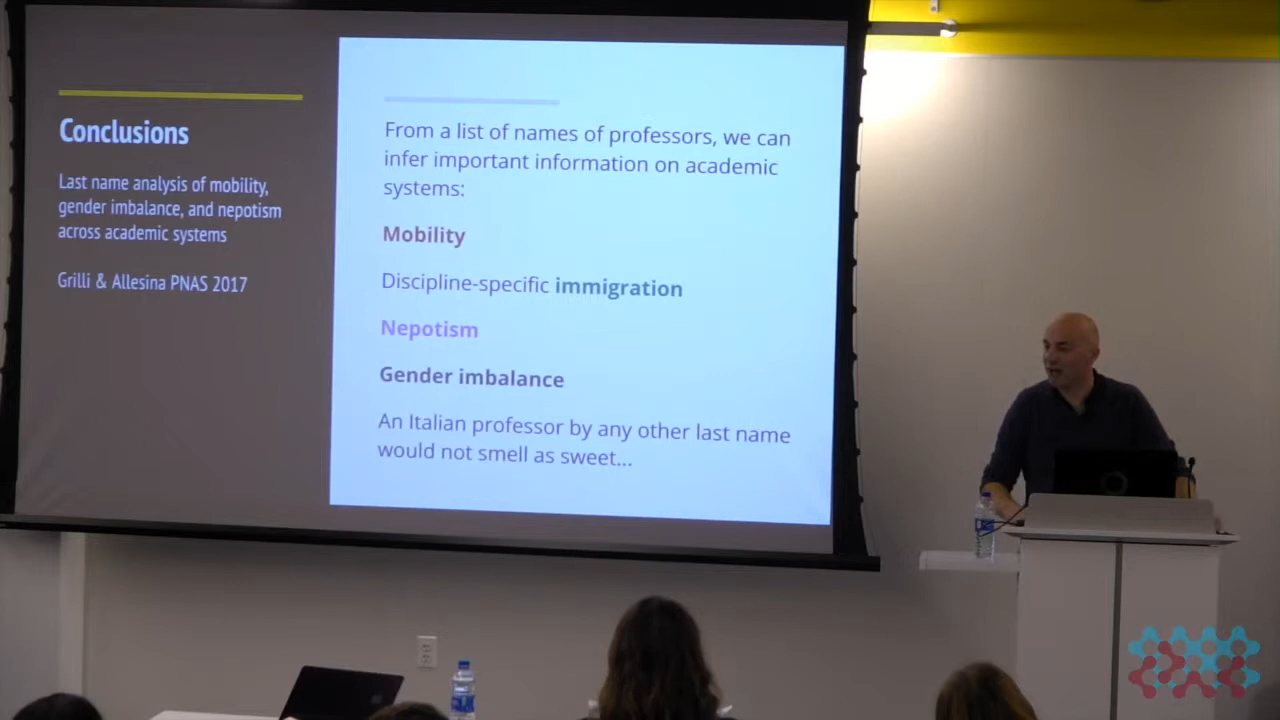 Conclusions
Last name analysis of mobility,
gender imbalance, and nepotism
across academic systems
Grilli & Allesina PNAS 2017
From a list of names of professors, we can
infer important information on academic
systems:
Mobility
Discipline-specific immigration
Nepotism
Gender imbalance
An Italian professor by any other last name
would not smell as sweet...